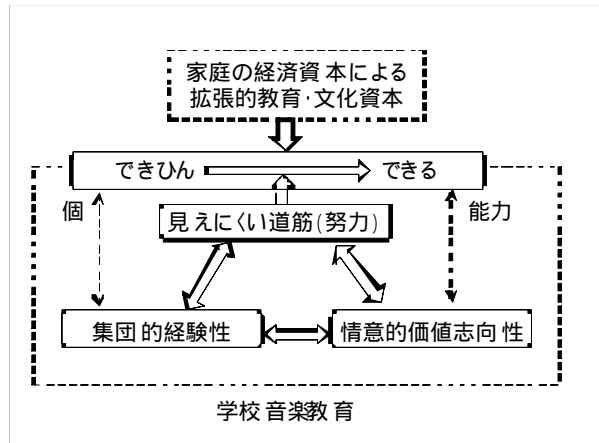 家庭の経済資本による
拡張的教育·文化資本
できひん
できる
個
能力
見えにくい道筋(努力)
集団的経験性
情意的価値志向性
学校音楽教育